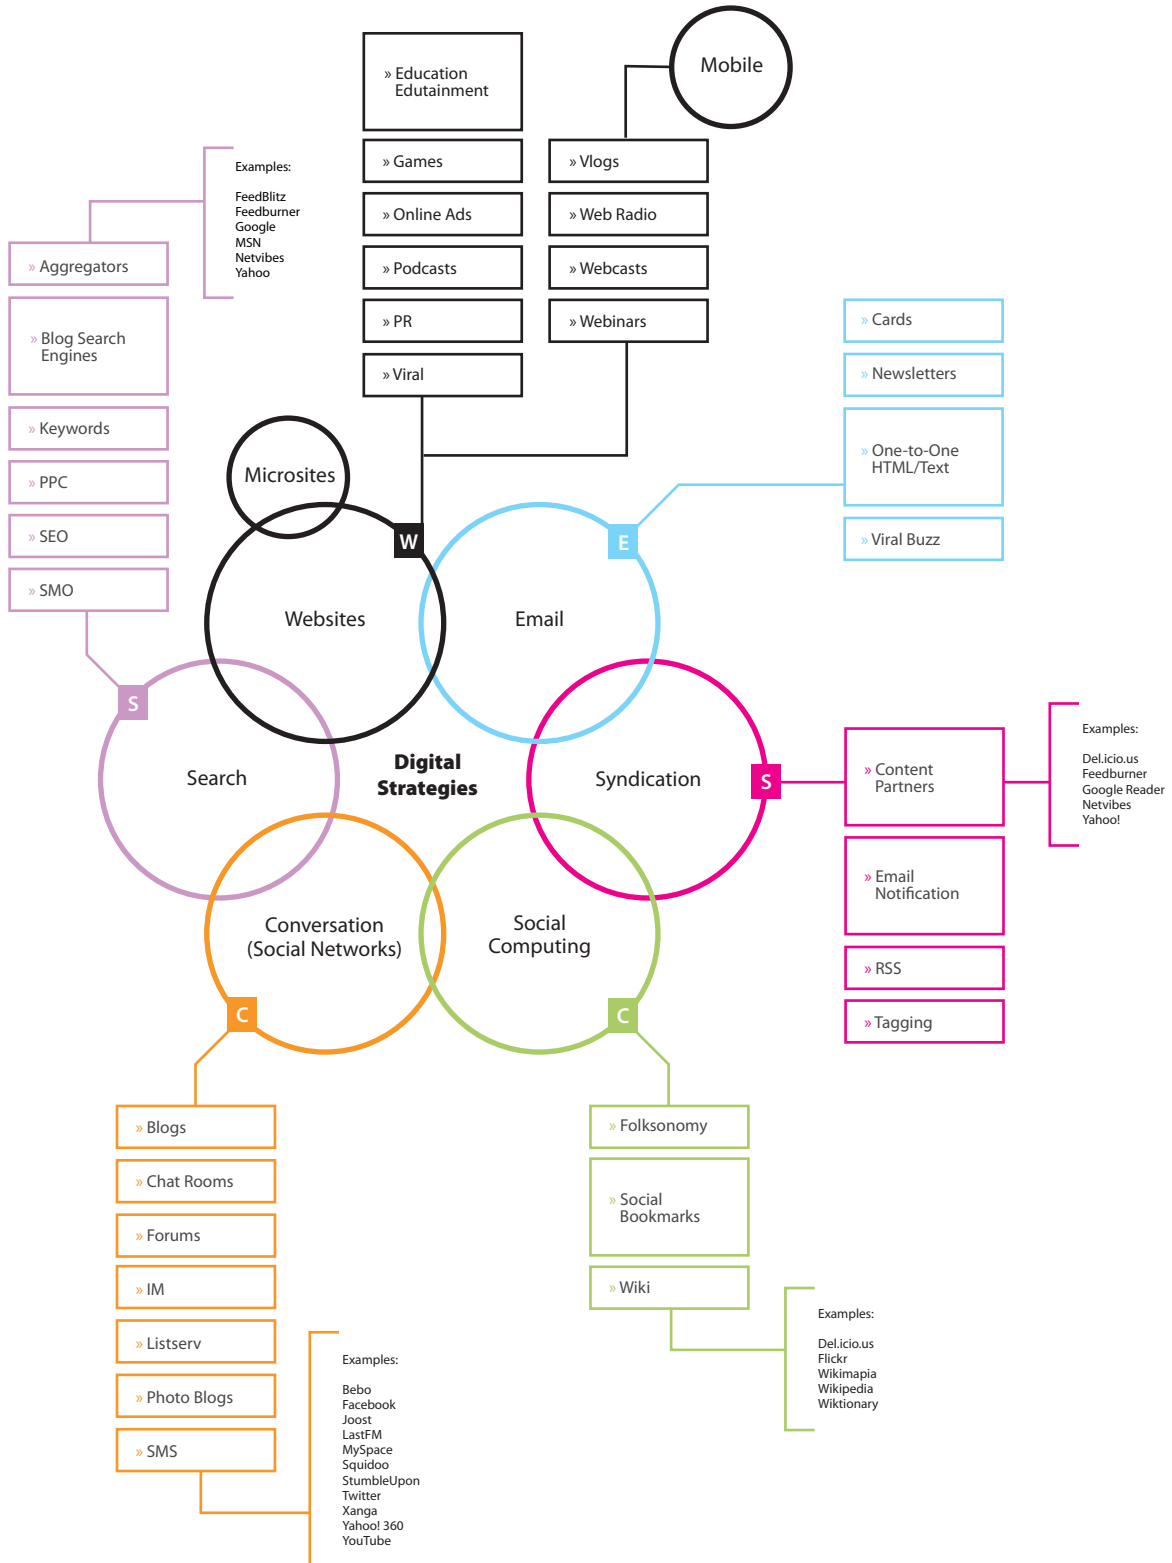 Mobile
» Education
Edutainment
» Games
» Online Ads
» Podcasts
» PR
» Viral
» Vlogs
» Web Radio
» Webcasts
» Webinars
Examples:
FeedBlitz
Feedburner
Google
MSN
Netvibes
Yahoo
» Aggregators
» Blog Search
Engines
» Keywords
» PPC
» SEO
» SMO
» Cards
» Newsletters
» One-to-One
HTML/Text
» Viral Buzz
Microsites
W
Websites
E
Email
S
Search
Digital
Strategies
Syndication
S
» Content
Partners
» Email
Notification
» RSS
» Tagging
Examples:
Del.icio.us
Feedburner
Google Reader
Netvibes
Yahoo!
Conversation
(Social Networks)
C
Social
Computing
C
» Blogs
» Chat Rooms
» Forums
» IM
» Listserv
» Photo Blogs
» SMS
Examples:
Bebo
Facebook
Joost
LastFM
MySpace
Squidoo
StumbleUpon
Twitter
Xanga
Yahoo! 360
YouTube
» Folksonomy
» Social
Bookmarks
» Wiki
Examples:
Del.icio.us
Flickr
Wikimapia
Wikipedia
Wiktionary